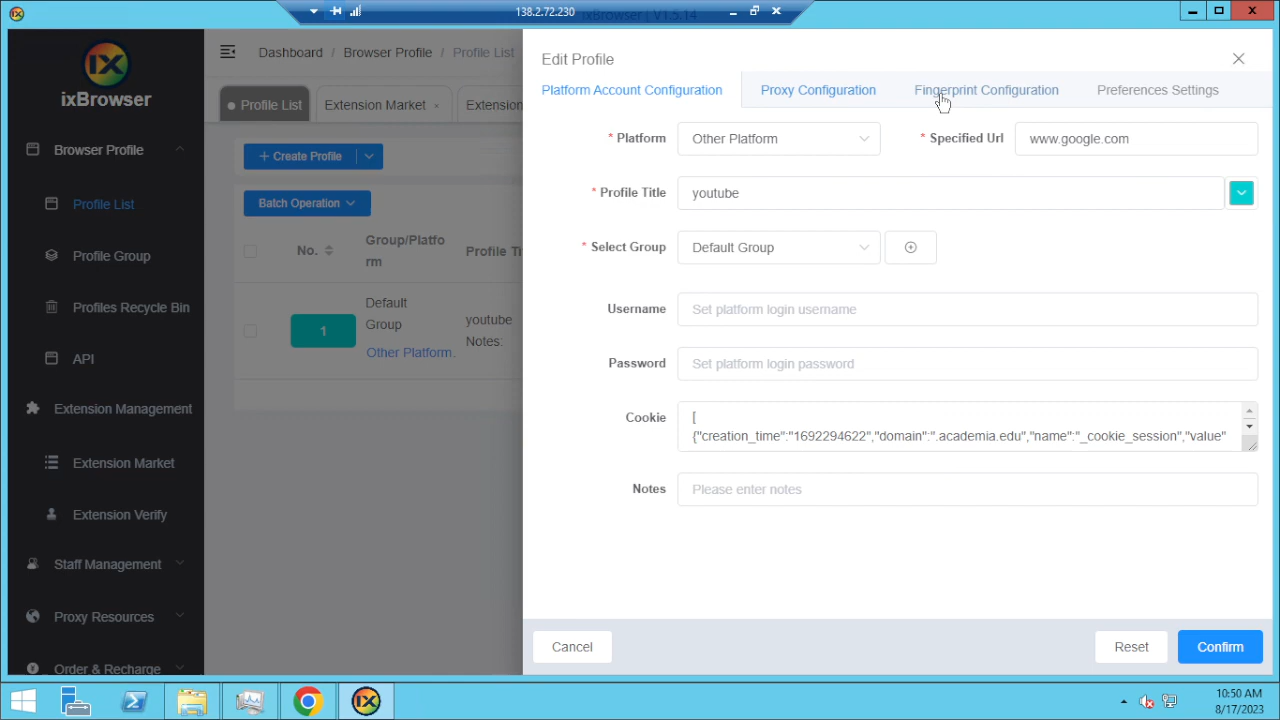 138.2.72.230
ixBrowser | V1.5.14
ixBrowser
Browser Profile
Profile List
Profile Group
Profiles Recycle Bin
API
Extension Management
Extension Market
Extension Verify
Staff Management
Proxy Resources
Order & Recharge
Dashboard / Browser Profile / Profile List
Profile List
Extension Market ×
Extension
+ Create Profile
Batch Operation
No.
Group/Platfo
rm
Profile Ti
1
Default
Group
Other Platform.
youtube
Notes:
Edit Profile
Platform Account Configuration
Proxy Configuration
Fingerprint Configuration
Preferences Settings
* Platform
Other Platform
* Specified Url
www.google.com
* Profile Title
youtube
* Select Group
Default Group
Username
Set platform login username
Password
Set platform login password
Cookie
[
{"creation_time":"1692294622","domain":".academia.edu","name":"_cookie_session","value"
Notes
Please enter notes
Cancel
Reset
Confirm
10:50 AM
8/17/2023